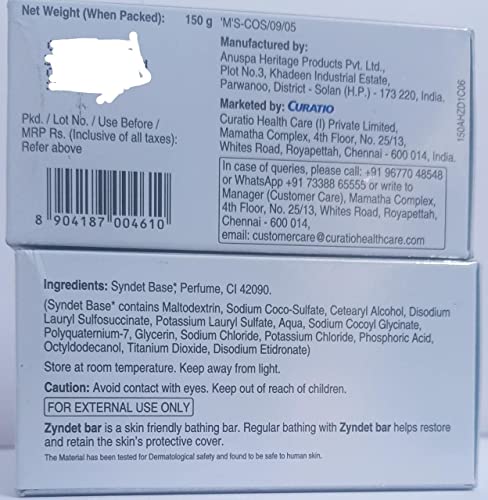 Net Weight (When Packed): 150 g 'M'S-COS/09/05
Manufactured by:
Anuspa Heritage Products Pvt. Ltd.,
Plot No.3, Khadeen Industrial Estate,
Parwanoo, District - Solan (H.P.) - 173 220, India.
Pkd. / Lot No. / Use Before /
MRP Rs. (Inclusive of all taxes):
Refer above
Marketed by: CURATIO
Curatio Health Care (I) Private Limited,
Mamatha Complex, 4th Floor, No. 25/13,
Whites Road, Royapettah, Chennai - 600 014, India.
In case of queries, please call: +91 96770 48548
or WhatsApp +91 73388 65555 or write to
Manager (Customer Care), Mamatha Complex,
4th Floor, No. 25/13, Whites Road, Royapettah,
Chennai - 600 014,
email: customercare@curatiohealthcare.com
150AHZD1C06
8 904187 004610
Ingredients: Syndet Base*, Perfume, CI 42090.
(Syndet Base* contains Maltodextrin, Sodium Coco-Sulfate, Cetearyl Alcohol, Disodium
Lauryl Sulfosuccinate, Potassium Lauryl Sulfate, Aqua, Sodium Cocoyl Glycinate,
Polyquaternium-7, Glycerin, Sodium Chloride, Potassium Chloride, Phosphoric Acid,
Octyldodecanol, Titanium Dioxide, Disodium Etidronate)
Store at room temperature. Keep away from light.
Caution: Avoid contact with eyes. Keep out of reach of children.
FOR EXTERNAL USE ONLY
Zyndet bar is a skin friendly bathing bar. Regular bathing with Zyndet bar helps restore
and retain the skin's protective cover.
The Material has been tested for Dermatological safety and found to be safe to human skin.